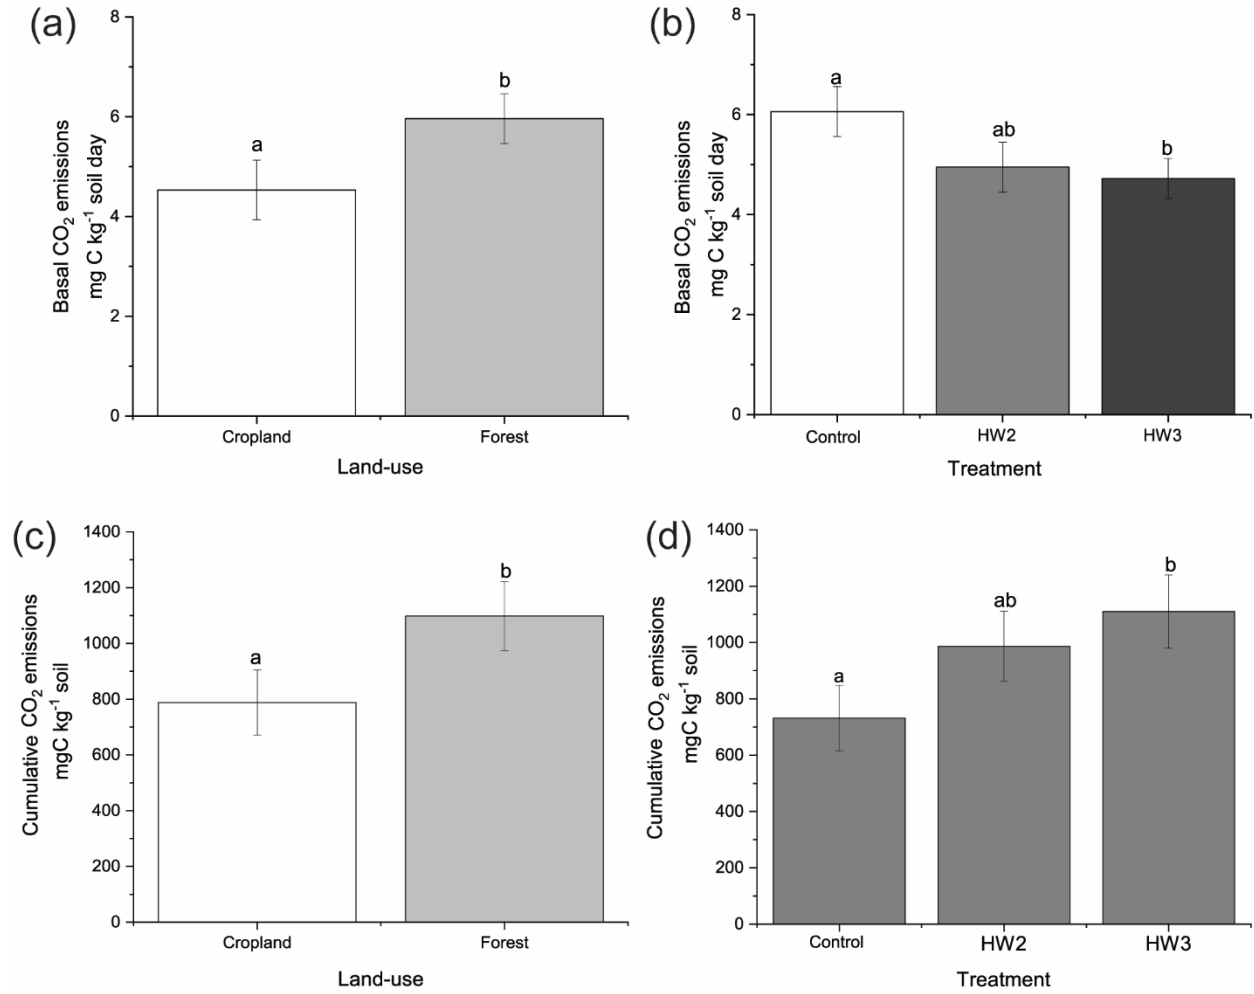 (a)
8
6
4
2
0
Basal CO₂ emissions
mg C kg⁻¹ soil day
a
b
Cropland
Forest
Land-use
(b)
8
6
4
2
0
Basal CO₂ emissions
mg C kg⁻¹ soil day
a
ab
b
Control
HW2
HW3
Treatment
(c)
1400
1200
1000
800
600
400
200
0
Cumulative CO₂ emissions
mgC kg⁻¹ soil
a
b
Cropland
Forest
Land-use
(d)
1400
1200
1000
800
600
400
200
0
Cumulative CO₂ emissions
mgC kg⁻¹ soil
a
ab
b
Control
HW2
HW3
Treatment